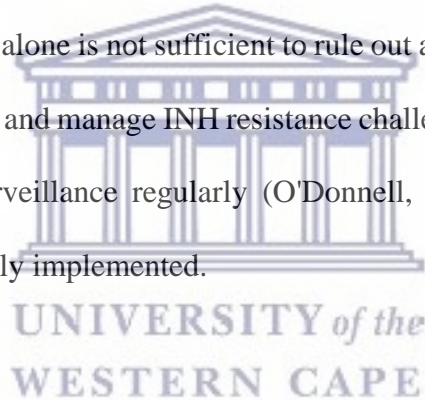 alone is not sufficient to rule out a
and manage INH resistance challe
rveillance regularly (O'Donnell,
ly implemented.
UNIVERSITY of the
WESTERN CAPE